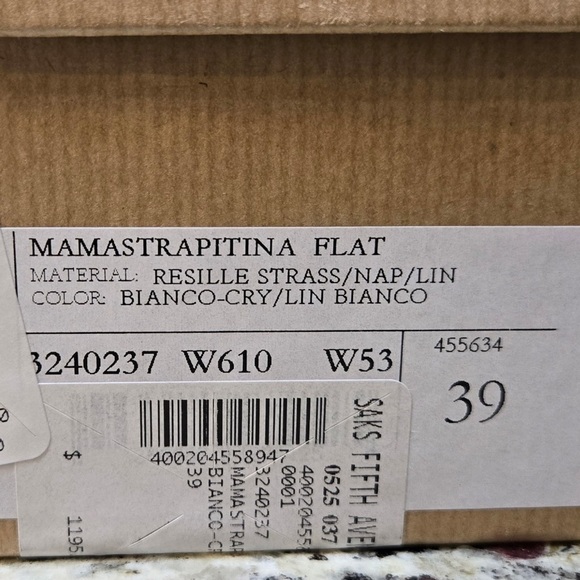 MAMASTRAPITINA FLAT
MATERIAL: RESILLE STRASS/NAP/LIN
COLOR: BIANCO-CRY/LIN BIANCO
3240237 W610 W53
455634
39
400204558947
SAKS FIFTH AVE
0525 037
40020455
0001
3240237
MAMASTRAP
BIANCO-C
39
$ 1195